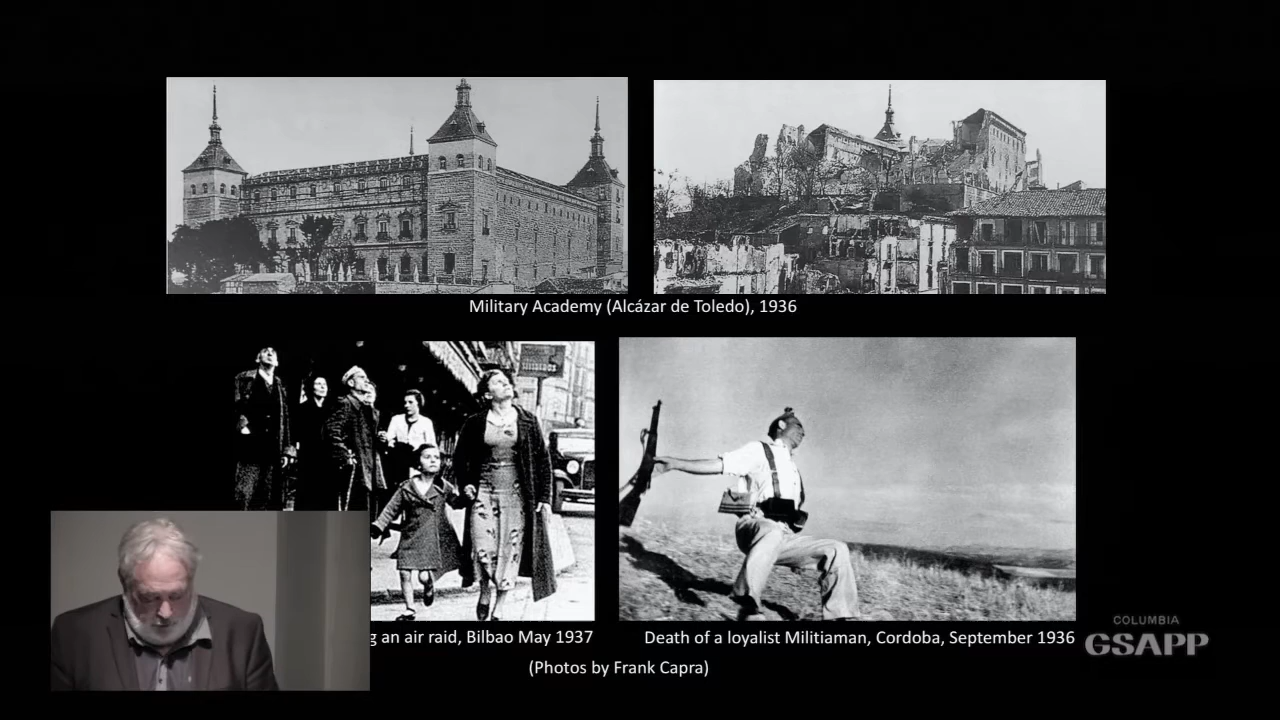 Military Academy (Alcázar de Toledo), 1936
g an air raid, Bilbao May 1937
Death of a loyalist Militiaman, Cordoba, September 1936
(Photos by Frank Capra)
COLUMBIA
GSAPP